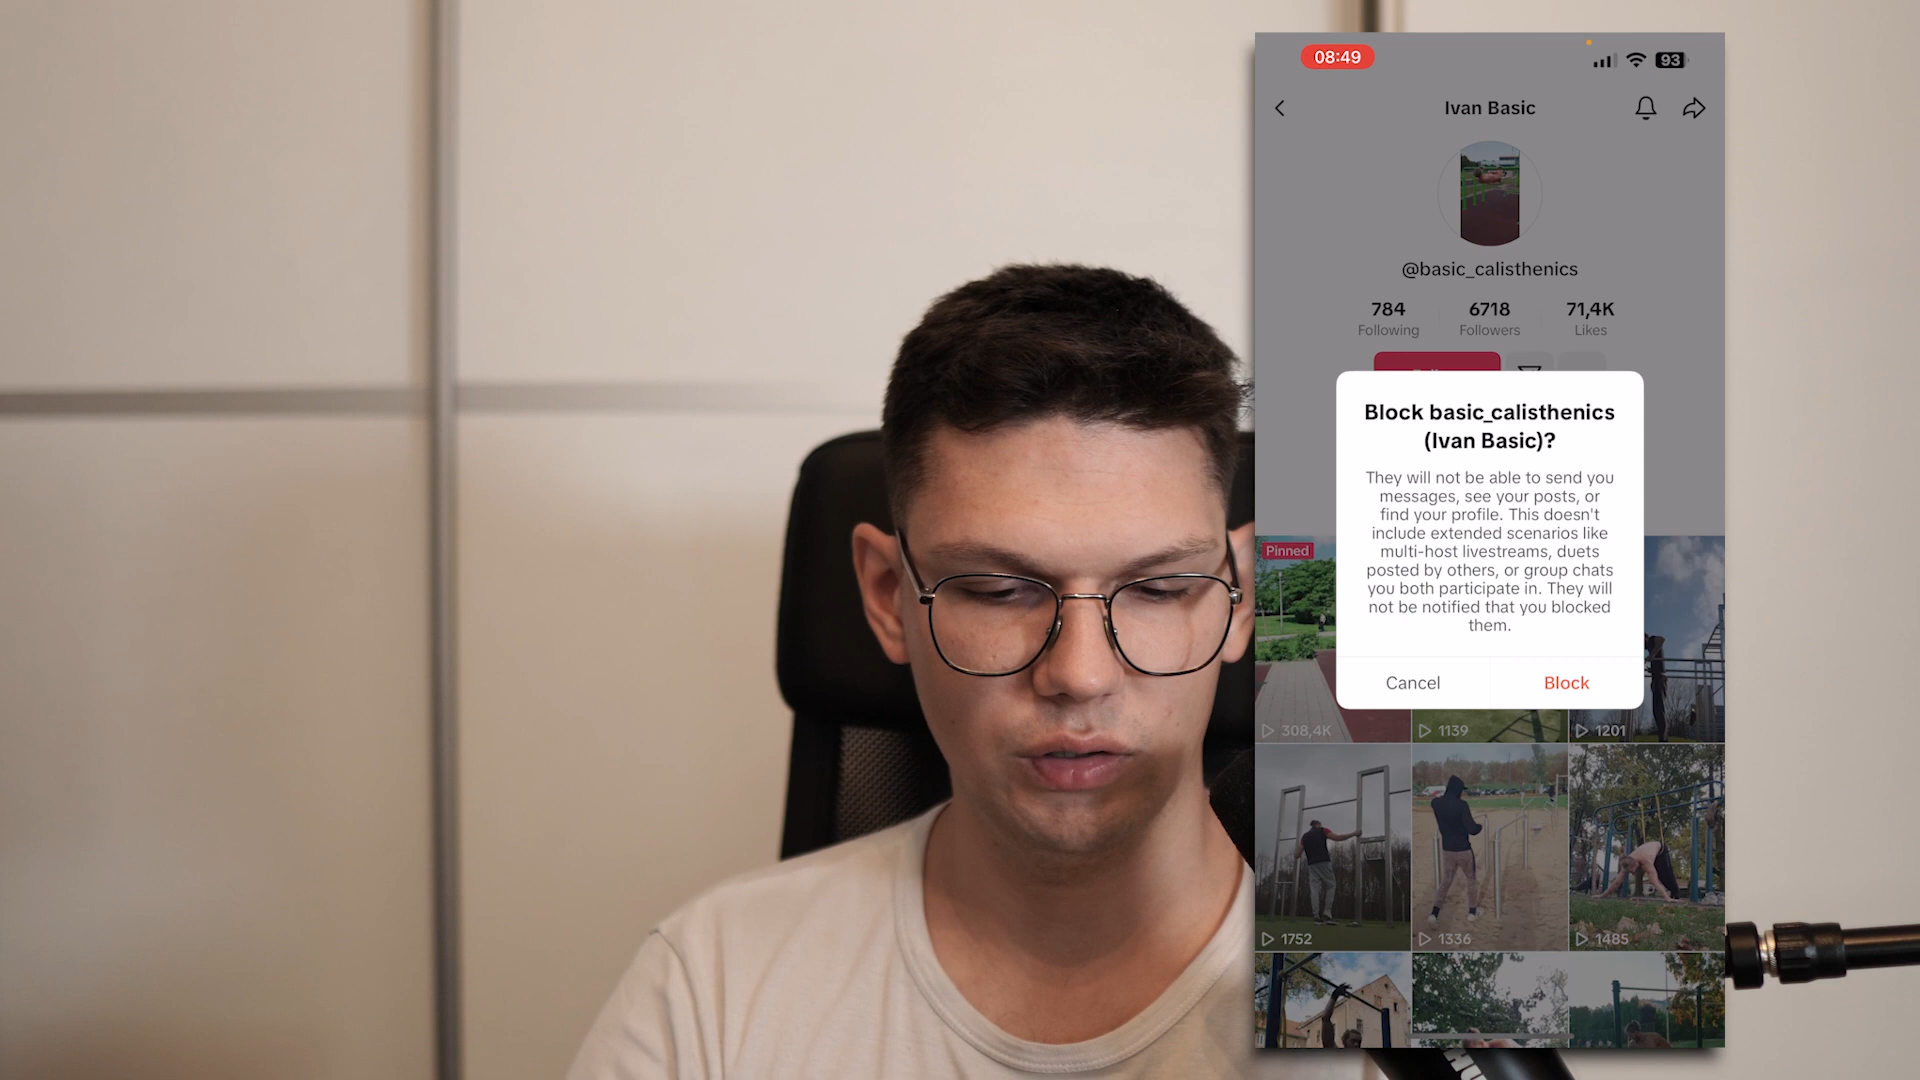 08:49
93
Ivan Basic
@basic_calisthenics
784
6718
71,4K
Following
Followers
Likes
Block basic_calisthenics
(Ivan Basic)?
They will not be able to send you
messages, see your posts, or
find your profile. This doesn't
include extended scenarios like
multi-host livestreams, duets
posted by others, or group chats
you both participate in. They will
not be notified that you blocked
them.
Cancel
Block
Pinned
308,4K
1139
1201
1752
1336
1485